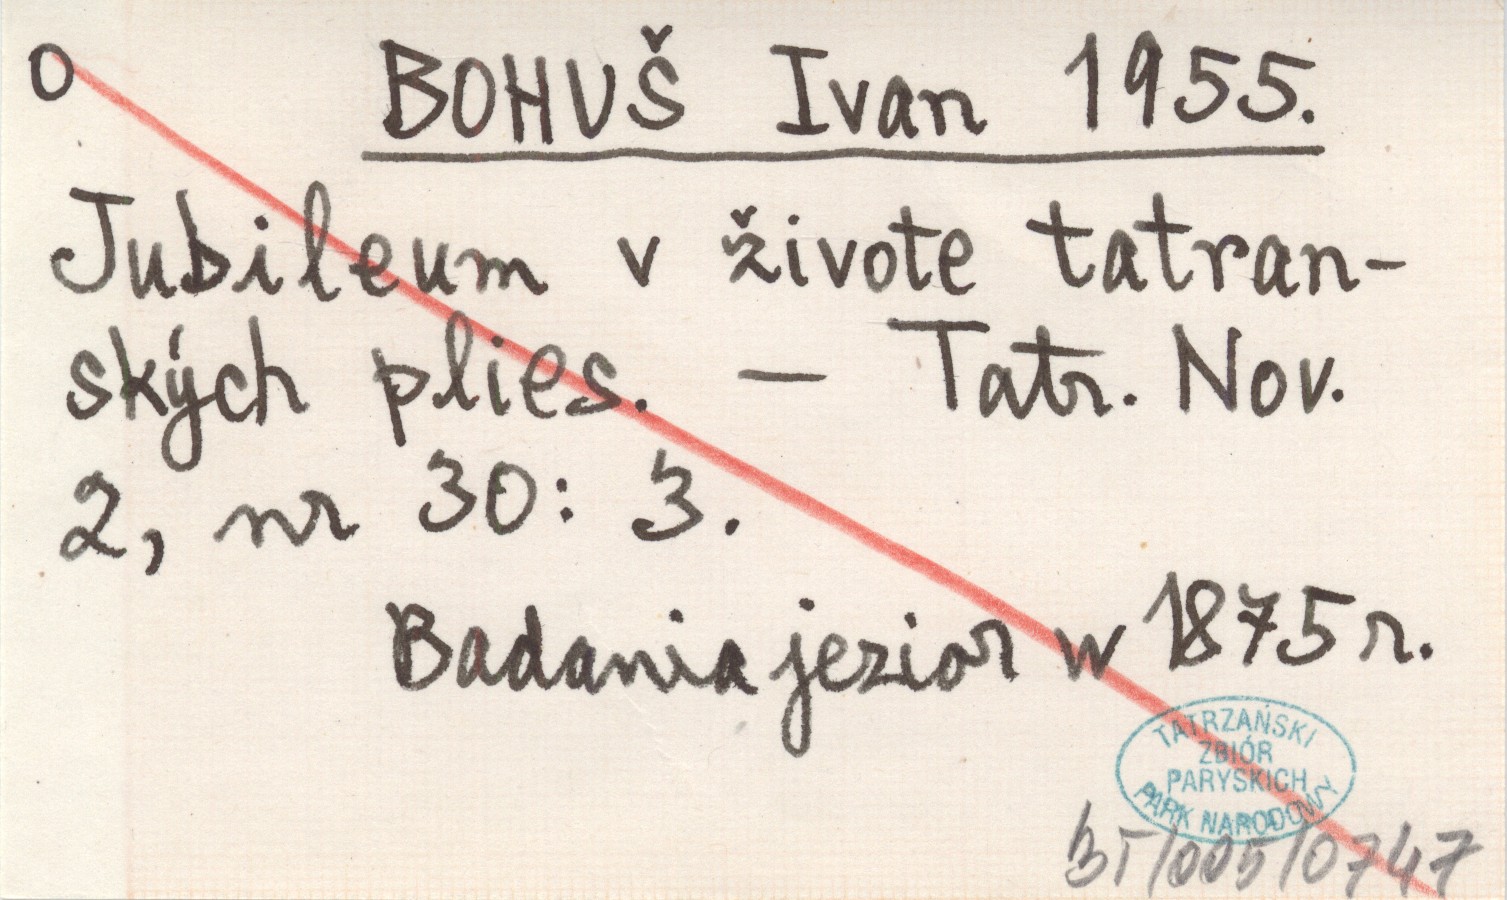 O
BOHUŠ Ivan 1955.
Jubileum v živote tatran-
ských plies. — Tatr. Nov.
2, nr 30: 3.
Badania jezior w 1875 r.
TATRZAŃSKI
ZBIÓR
PARYSKICH
PARK NARODOWY
BT/005/0747